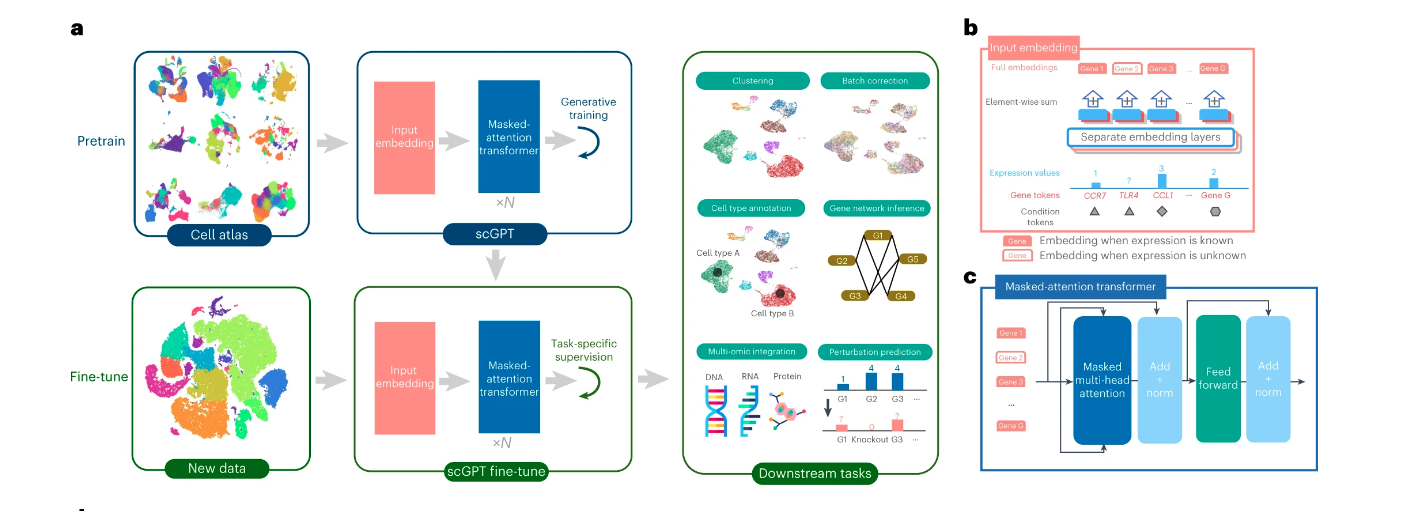 a
Pretrain
Cell atlas
Input
embedding
Masked-
attention
transformer
×N
Generative
training
scGPT
Fine-tune
New data
Input
embedding
Masked-
attention
transformer
×N
Task-specific
supervision
scGPT fine-tune
Clustering
Batch correction
Cell type annotation
Gene network inference
Cell type A
Cell type B
G1
G2
G5
G3
G4
Multi-omic integration
Perturbation prediction
DNA
RNA
Protein
1
4
4
G1
G2
G3
...
?
0
?
G1
Knockout
G3
...
Downstream tasks
b
Input embedding
Full embeddings
Gene 1
Gene 2
Gene 3
...
Gene G
Element-wise sum
...
Separate embedding layers
Expression values
1
?
3
2
Gene tokens
CCR7
TLR4
CCL1
...
Gene G
Condition
tokens
Gene
Embedding when expression is known
Gene
Embedding when expression is unknown
c
Masked-attention transformer
Gene 1
Gene 2
Gene 3
...
Gene G
Masked
multi-head
attention
Add
+
norm
Feed
forward
Add
+
norm